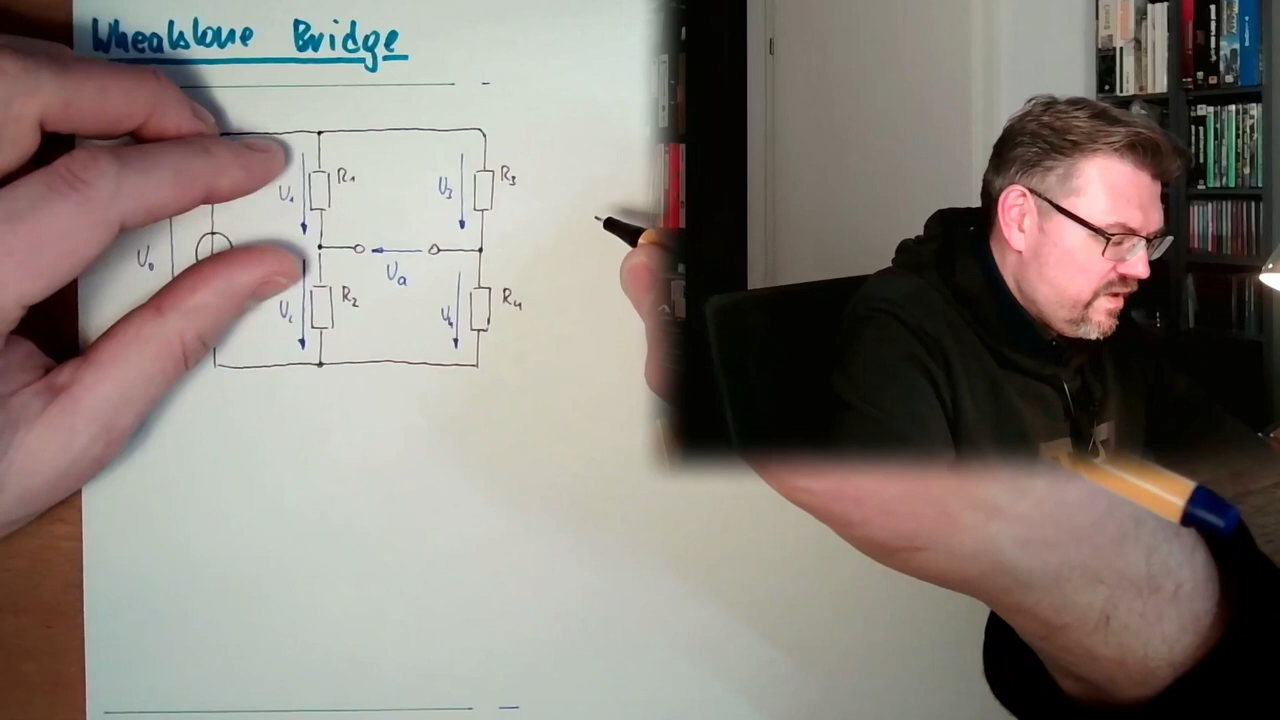 Wheatstone Bridge
U₁ R₁ U₃ R₃
U₀ Ua
U₂ R₂ U₄ R₄